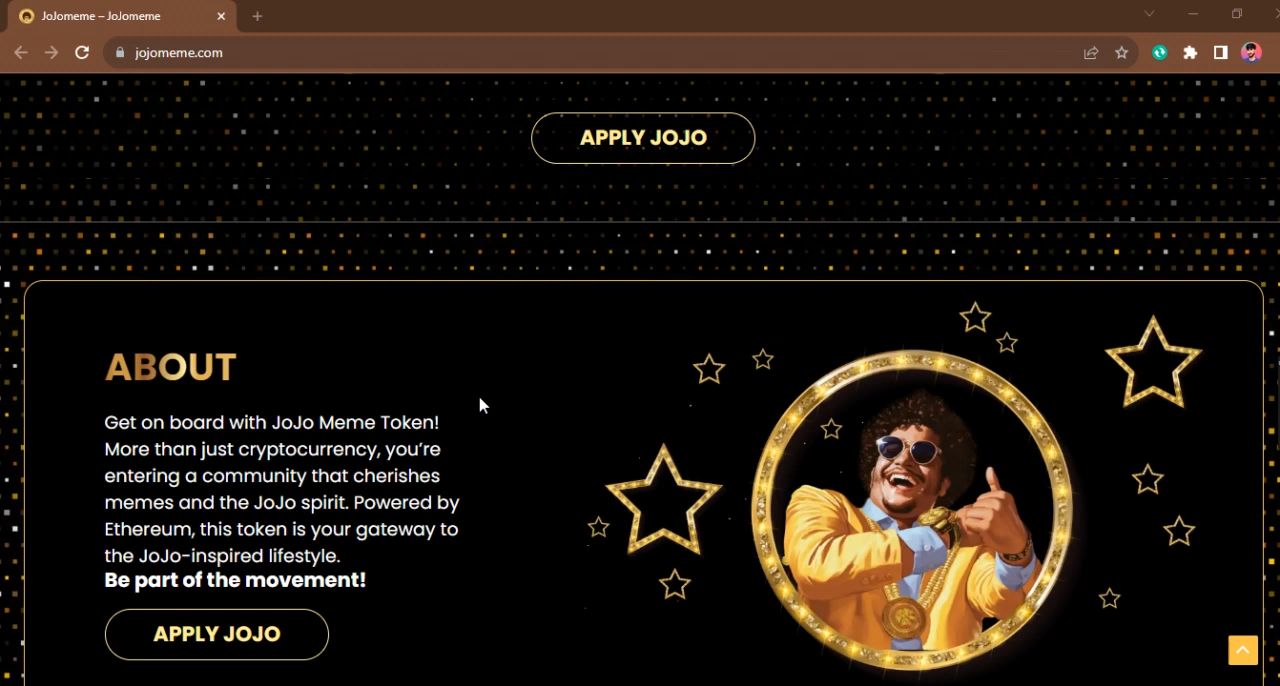 JoJomeme – JoJomeme
jojomeme.com
APPLY JOJO
ABOUT
Get on board with JoJo Meme Token!
More than just cryptocurrency, you're
entering a community that cherishes
memes and the JoJo spirit. Powered by
Ethereum, this token is your gateway to
the JoJo-inspired lifestyle.
Be part of the movement!
APPLY JOJO